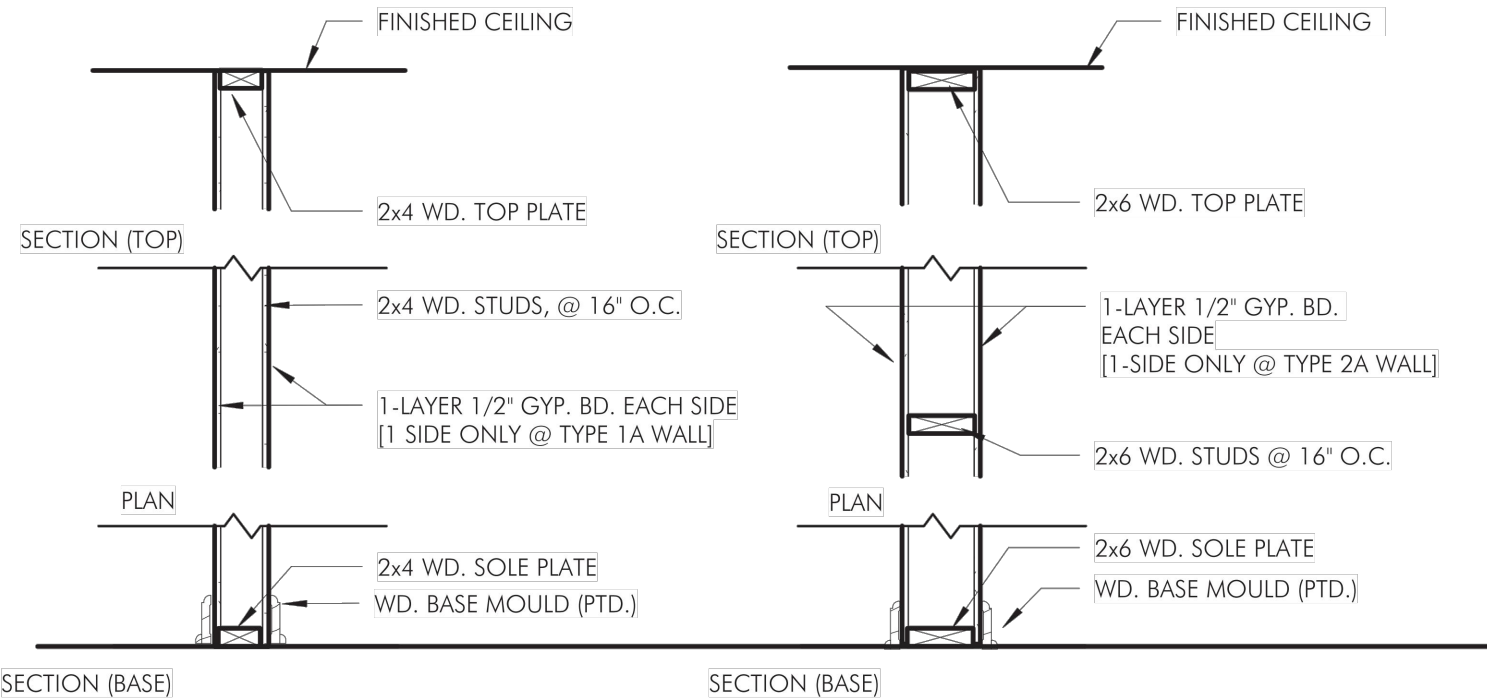 FINISHED CEILING
2x4 WD. TOP PLATE
SECTION (TOP)
2x4 WD. STUDS, @ 16" O.C.
1-LAYER 1/2" GYP. BD. EACH SIDE
[1 SIDE ONLY @ TYPE 1A WALL]
PLAN
2x4 WD. SOLE PLATE
WD. BASE MOULD (PTD.)
SECTION (BASE)
FINISHED CEILING
2x6 WD. TOP PLATE
SECTION (TOP)
1-LAYER 1/2" GYP. BD.
EACH SIDE
[1-SIDE ONLY @ TYPE 2A WALL]
2x6 WD. STUDS @ 16" O.C.
PLAN
2x6 WD. SOLE PLATE
WD. BASE MOULD (PTD.)
SECTION (BASE)